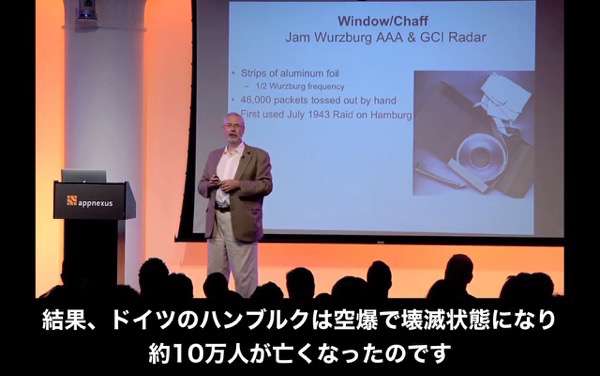 Window/Chaff
Jam Wurzburg AAA & GCI Radar
• Strips of aluminum foil
– 1/2 Wurzburg frequency
• 46,000 packets tossed out by hand
• First used July 1943 Raid on Hamburg
appnexus
結果、ドイツのハンブルクは空爆で壊滅状態になり
約10万人が亡くなったのです